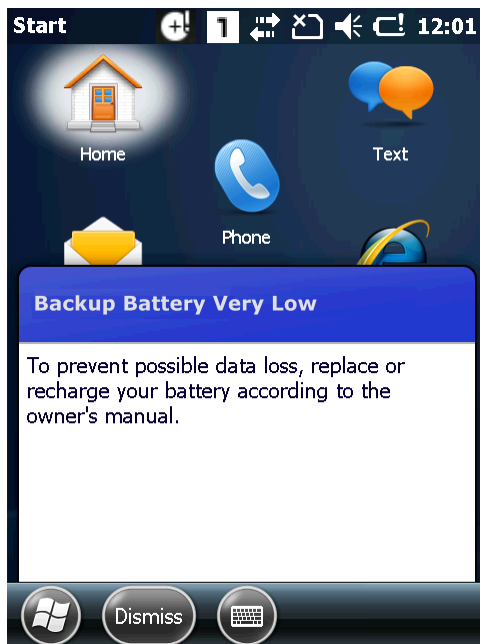 Start 1 12:01
Home
Text
Phone
Backup Battery Very Low
To prevent possible data loss, replace or
recharge your battery according to the
owner's manual.
Dismiss